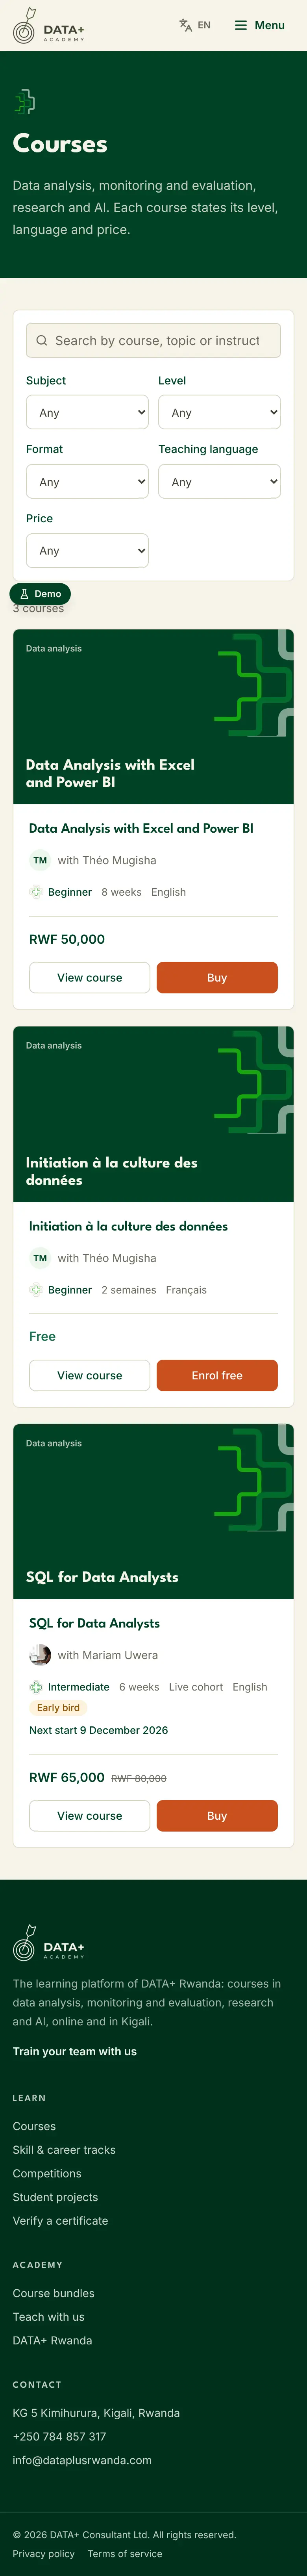 DATA+
ACADEMY
EN
Menu
Courses
Data analysis, monitoring and evaluation,
research and AI. Each course states its level,
language and price.
Search by course, topic or instruct
Subject
Level
Any
Any
Format
Teaching language
Any
Any
Price
Any
Demo
3 courses
Data analysis
Data Analysis with Excel
and Power BI
Data Analysis with Excel and Power BI
TM with Théo Mugisha
Beginner 8 weeks English
RWF 50,000
View course
Buy
Data analysis
Initiation à la culture des
données
Initiation à la culture des données
TM with Théo Mugisha
Beginner 2 semaines Français
Free
View course
Enrol free
Data analysis
SQL for Data Analysts
SQL for Data Analysts
with Mariam Uwera
Intermediate 6 weeks Live cohort English
Early bird
Next start 9 December 2026
RWF 65,000 RWF 80,000
View course
Buy
DATA+
ACADEMY
The learning platform of DATA+ Rwanda: courses in
data analysis, monitoring and evaluation, research
and AI, online and in Kigali.
Train your team with us
LEARN
Courses
Skill & career tracks
Competitions
Student projects
Verify a certificate
ACADEMY
Course bundles
Teach with us
DATA+ Rwanda
CONTACT
KG 5 Kimihurura, Kigali, Rwanda
+250 784 857 317
info@dataplusrwanda.com
© 2026 DATA+ Consultant Ltd. All rights reserved.
Privacy policy Terms of service